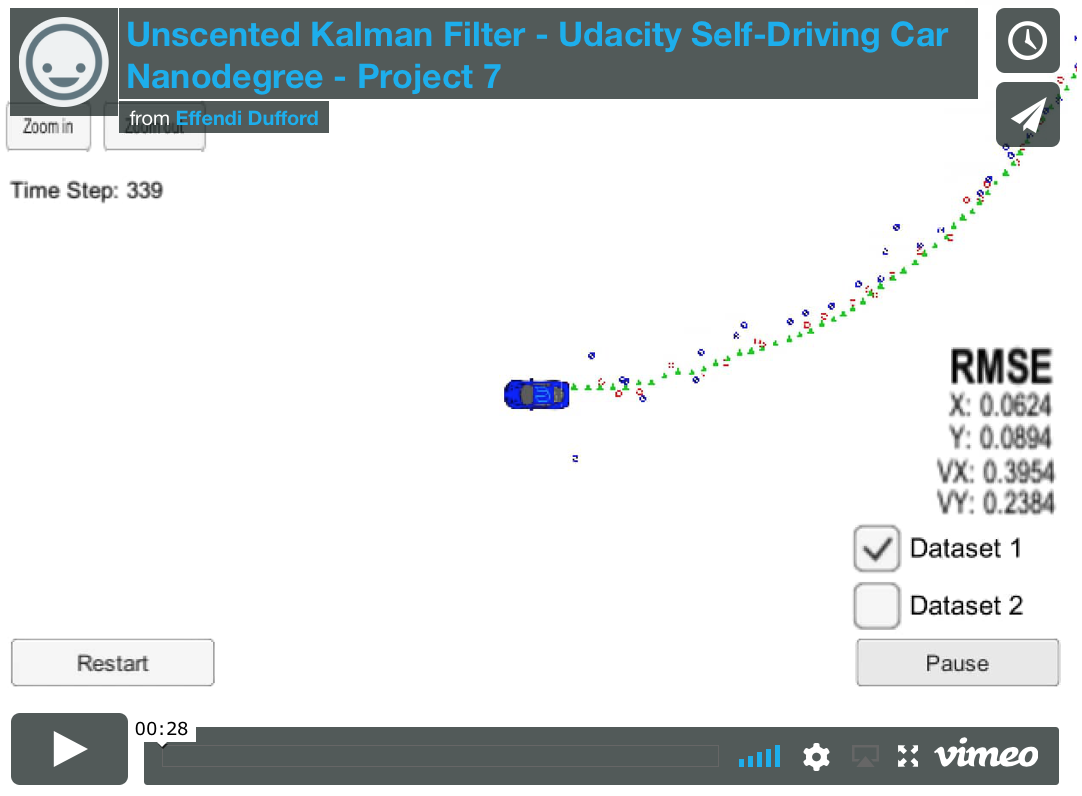 Unscented Kalman Filter - Udacity Self-Driving Car
Nanodegree - Project 7
from Effendi Dufford
Zoom in
Zoom out
Time Step: 339
RMSE
X: 0.0624
Y: 0.0894
VX: 0.3954
VY: 0.2384
Dataset 1
Dataset 2
Restart
Pause
00:28
vimeo